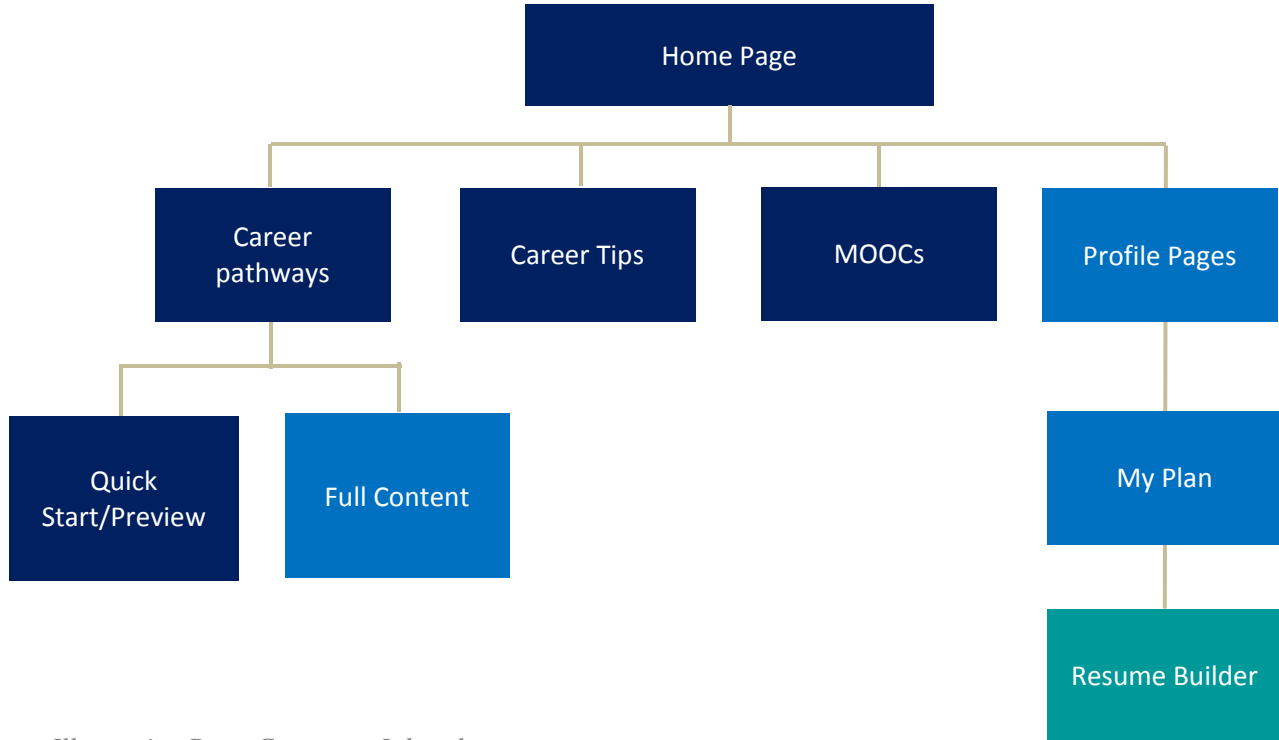 Home Page
Career
pathways
Career Tips
MOOCs
Profile Pages
Quick
Start/Preview
Full Content
My Plan
Resume Builder